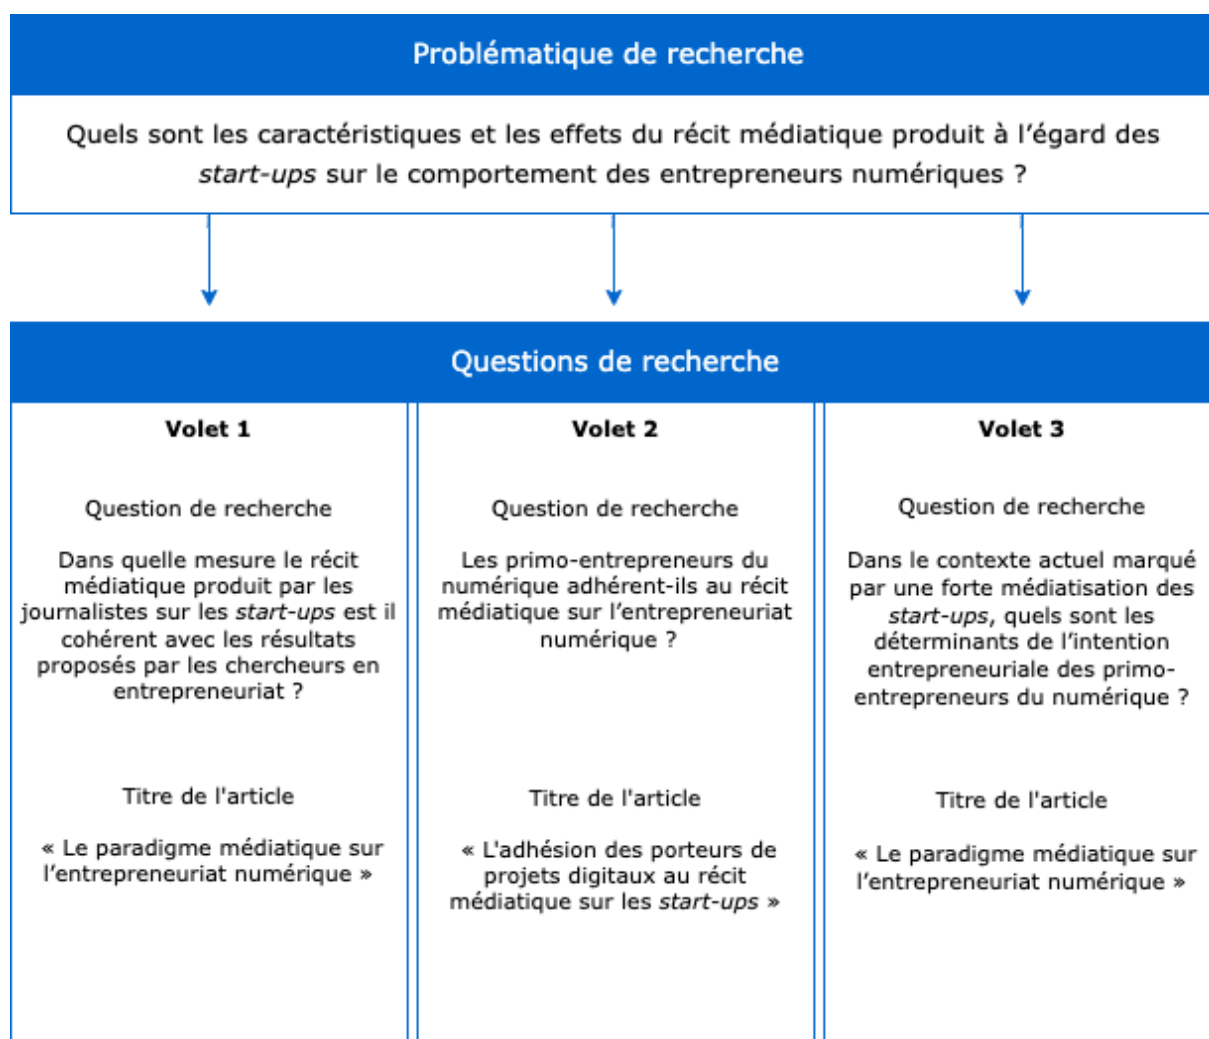 Problématique de recherche
Quels sont les caractéristiques et les effets du récit médiatique produit à l’égard des
start-ups sur le comportement des entrepreneurs numériques ?
Questions de recherche
Volet 1
Question de recherche
Dans quelle mesure le récit
médiatique produit par les
journalistes sur les start-ups est il
cohérent avec les résultats
proposés par les chercheurs en
entrepreneuriat ?
Titre de l'article
« Le paradigme médiatique sur
l’entrepreneuriat numérique »
Volet 2
Question de recherche
Les primo-entrepreneurs du
numérique adhérent-ils au récit
médiatique sur l’entrepreneuriat
numérique ?
Titre de l'article
« L'adhésion des porteurs de
projets digitaux au récit
médiatique sur les start-ups »
Volet 3
Question de recherche
Dans le contexte actuel marqué
par une forte médiatisation des
start-ups, quels sont les
déterminants de l’intention
entrepreneuriale des primo-
entrepreneurs du numérique ?
Titre de l'article
« Le paradigme médiatique sur
l’entrepreneuriat numérique »